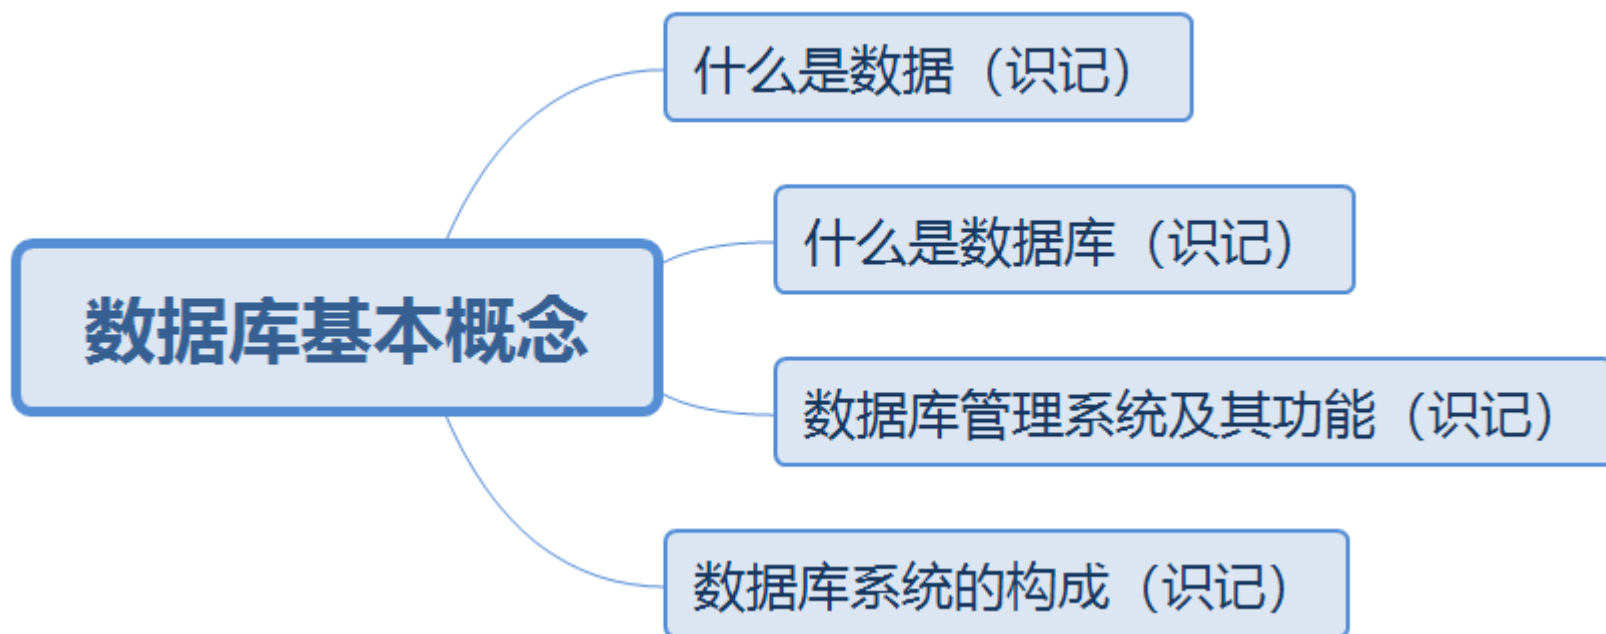 什么是数据（识记）
什么是数据库（识记）
数据库基本概念
数据库管理系统及其功能（识记）
数据库系统的构成（识记）